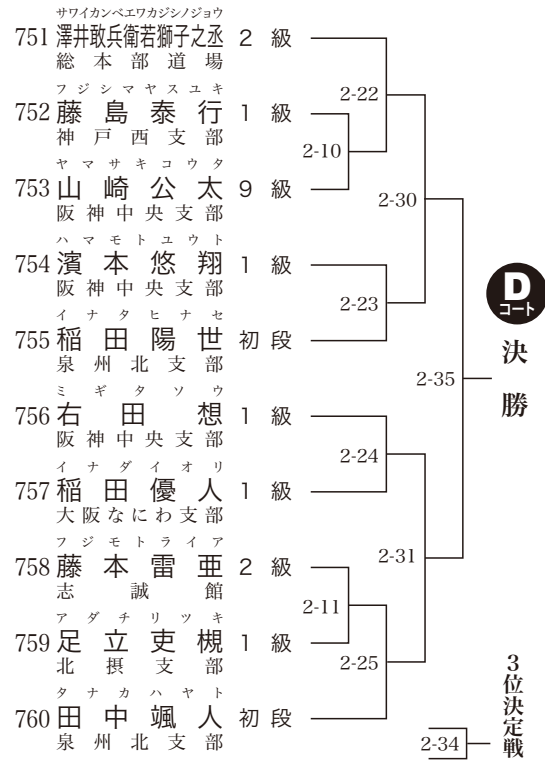 サワイカンベエワカジシノジョウ
751 澤井敢兵衛若獅子之丞 2級
総本部道場
フジシマヤスユキ
752 藤島泰行 1級
神戸西支部
ヤマサキコウタ
753 山崎公太 9級
阪神中央支部
ハマモトユウト
754 濱本悠翔 1級
阪神中央支部
イナタヒナセ
755 稲田陽世 初段
泉州北支部
ミギタソウ
756 右田想 1級
阪神中央支部
イナダイオリ
757 稲田優人 1級
大阪なにわ支部
フジモトライア
758 藤本雷亜 2級
志誠館
アダチリツキ
759 足立吏槻 1級
北摂支部
タナカハヤト
760 田中颯人 初段
泉州北支部
2-22
2-10
2-30
2-23
2-35
2-24
2-31
2-11
2-25
2-34
D
コート
決勝
3位決定戦